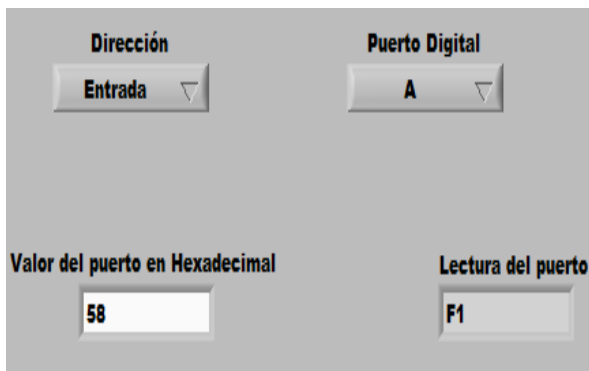 Dirección
Puerto Digital
Entrada
A
Valor del puerto en Hexadecimal
Lectura del puerto
58
F1